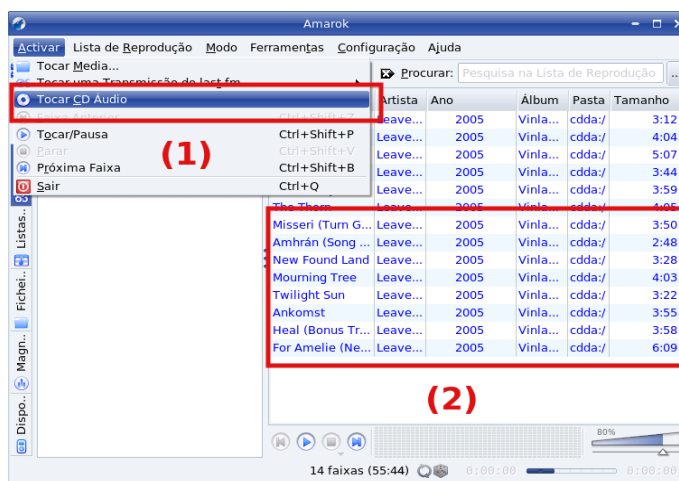 Amarok
Activar Lista de Reprodução Modo Ferramentas Configuração Ajuda
Tocar Media...
Procurar: Pesquisa na Lista de Reprodução ...
Tocar uma Transmissão do last.fm
Tocar CD Áudio
Artista Ano Álbum Pasta Tamanho
Faixa Anterior Ctrl+Shift+Z
Leave... 2005 Vinla... cdda:/ 3:12
Tocar/Pausa Ctrl+Shift+P
Leave... 2005 Vinla... cdda:/ 4:04
Parar Ctrl+Shift+V
Leave... 2005 Vinla... cdda:/ 5:07
Próxima Faixa Ctrl+Shift+B
Leave... 2005 Vinla... cdda:/ 3:44
Sair Ctrl+Q
Leave... 2005 Vinla... cdda:/ 3:59
(1)
The Thorn Leave... 2005 Vinla... cdda:/ 4:05
Misseri (Turn G... Leave... 2005 Vinla... cdda:/ 3:50
Amhrán (Song ... Leave... 2005 Vinla... cdda:/ 2:48
New Found Land Leave... 2005 Vinla... cdda:/ 3:28
Mourning Tree Leave... 2005 Vinla... cdda:/ 4:03
Twilight Sun Leave... 2005 Vinla... cdda:/ 3:22
Ankomst Leave... 2005 Vinla... cdda:/ 3:55
Heal (Bonus Tr... Leave... 2005 Vinla... cdda:/ 3:58
For Amelie (Ne... Leave... 2005 Vinla... cdda:/ 6:09
(2)
Listas..
Fichei..
Magn..
Dispo..
80%
14 faixas (55:44) 0:00:00 0:00:00